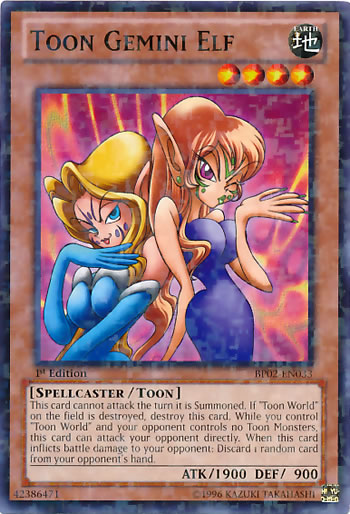 TOON GEMINI ELF
EARTH
地
1st Edition
BP02-EN033
[SPELLCASTER / TOON]
This card cannot attack the turn it is Summoned. If "Toon World"
on the field is destroyed, destroy this card. While you control
"Toon World" and your opponent controls no Toon Monsters,
this card can attack your opponent directly. When this card
inflicts battle damage to your opponent: Discard 1 random card
from your opponent's hand.
ATK/1900 DEF/ 900
42386471
©1996 KAZUKI TAKAHASHI